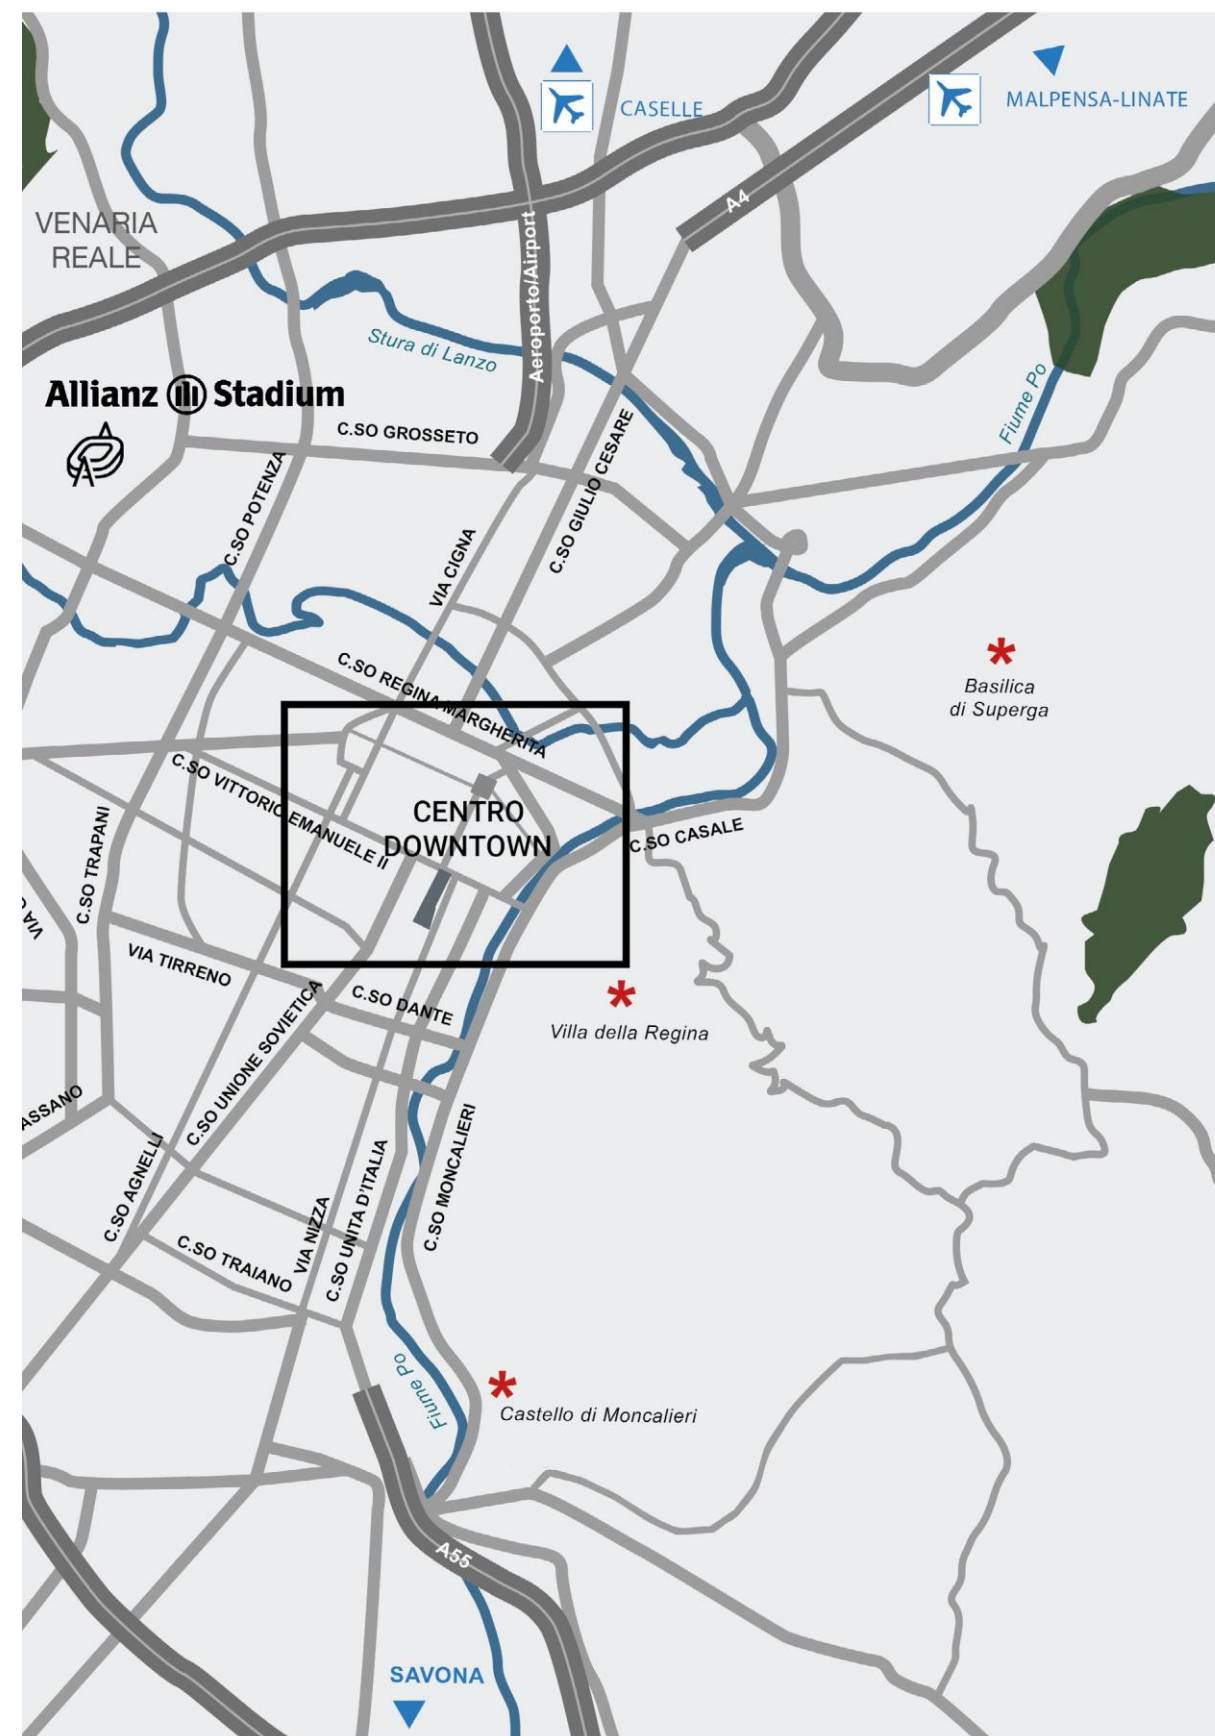 CASELLE
MALPENSA-LINATE
A4
VENARIA
REALE
Aeroporto/Airport
Stura di Lanzo
Fiume Po
Allianz Stadium
C.SO GROSSETO
C.SO POTENZA
C.SO GIULIO CESARE
VIA CIGNA
C.SO REGINA MARGHERITA
Basilica
di Superga
C.SO VITTORIO EMANUELE II
CENTRO
DOWNTOWN
C.SO CASALE
C.SO TRAPANI
VIA
VIA TIRRENO
C.SO DANTE
Villa della Regina
C.SO UNIONE SOVIETICA
ASSANO
C.SO AGNELLI
C.SO MONCALIERI
VIA NIZZA
C.SO UNITA D'ITALIA
C.SO TRAIANO
Fiume Po
Castello di Moncalieri
A55
SAVONA